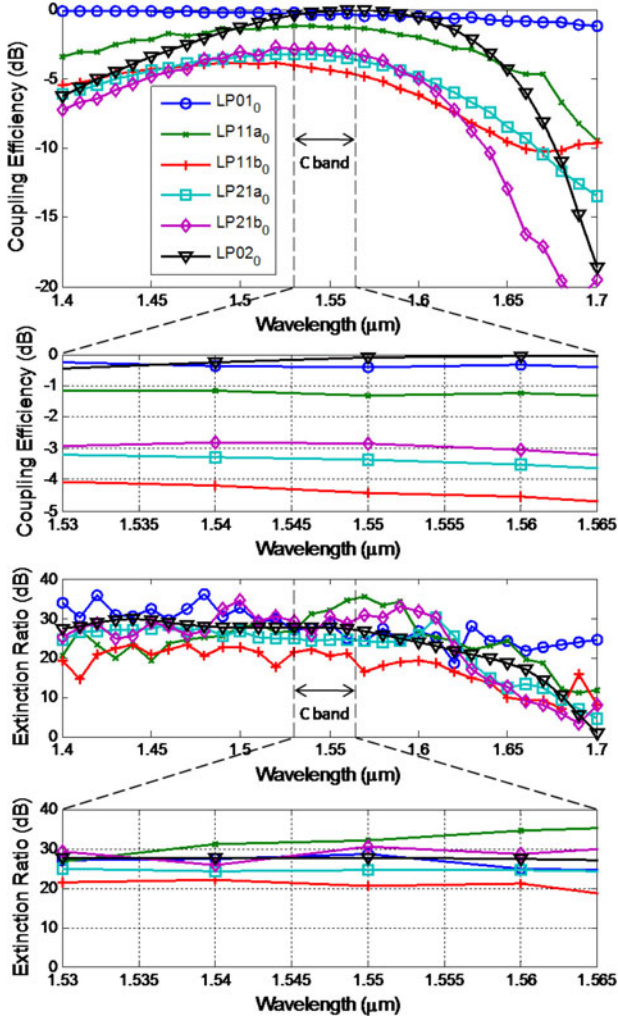 Coupling Efficiency (dB)
0
-5
-10
-15
-20
LP01₀
LP11a₀
LP11b₀
LP21a₀
LP21b₀
LP02₀
C band
1.4 1.45 1.5 1.55 1.6 1.65 1.7
Wavelength (μm)
Coupling Efficiency (dB)
0
-1
-2
-3
-4
-5
1.53 1.535 1.54 1.545 1.55 1.555 1.56 1.565
Wavelength (μm)
Extinction Ratio (dB)
40
30
20
10
0
C band
1.4 1.45 1.5 1.55 1.6 1.65 1.7
Wavelength (μm)
Extinction Ratio (dB)
40
30
20
10
0
1.53 1.535 1.54 1.545 1.55 1.555 1.56 1.565
Wavelength (μm)